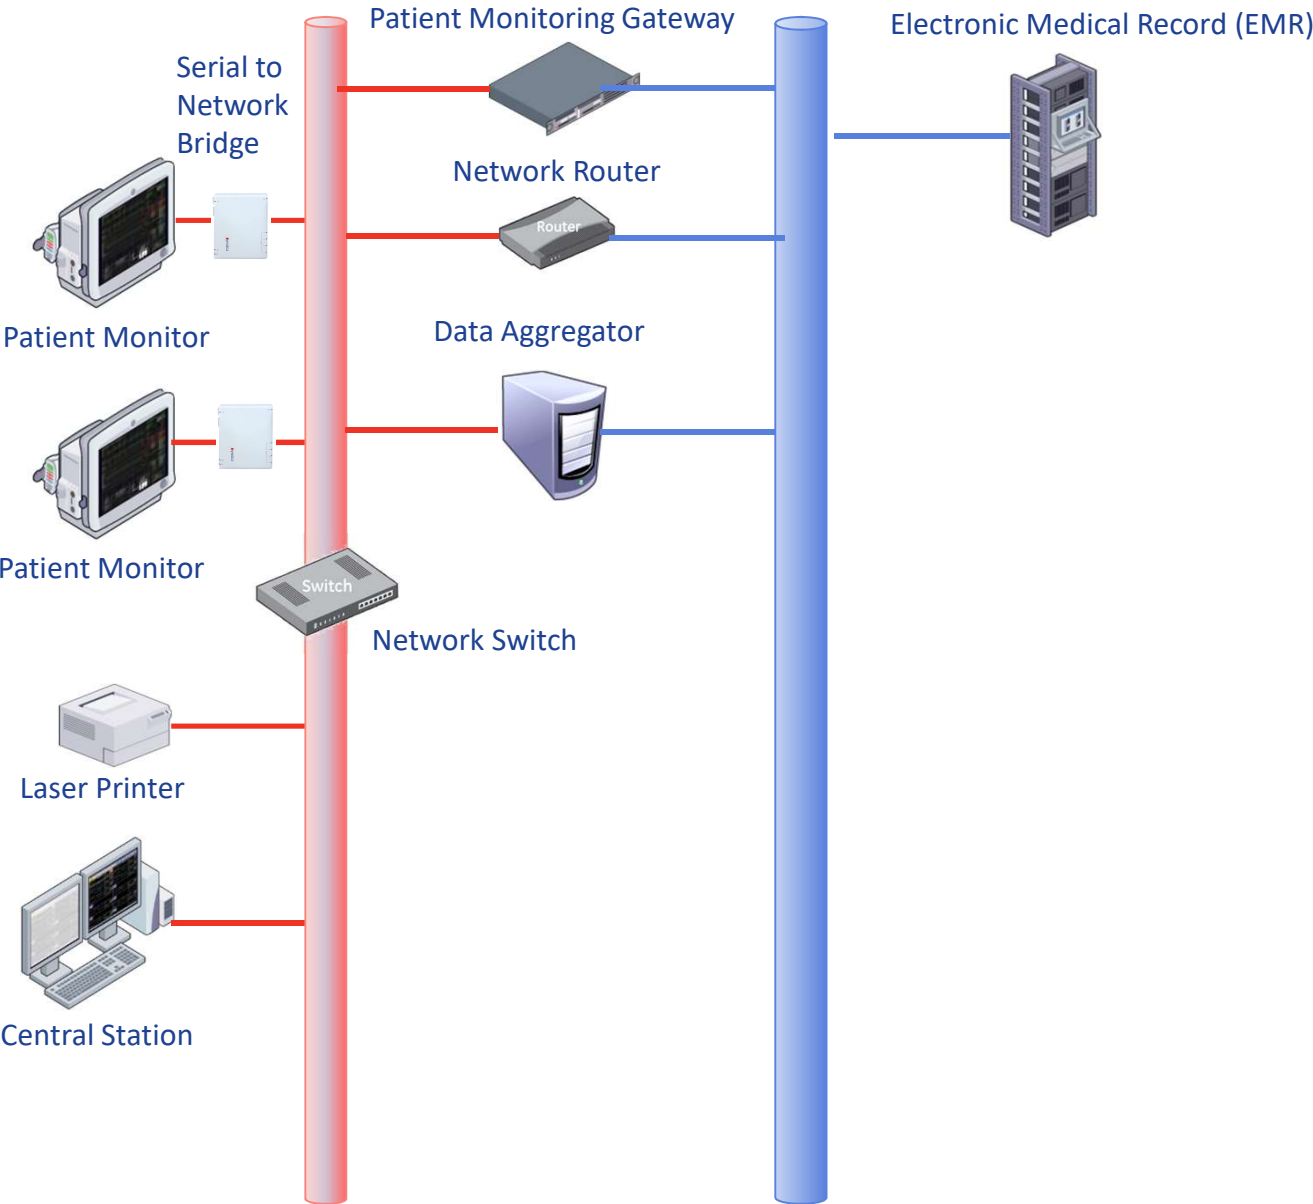 Patient Monitoring Gateway
Electronic Medical Record (EMR)
Serial to
Network
Bridge
Network Router
Router
Patient Monitor
Data Aggregator
Patient Monitor
Switch
Network Switch
Laser Printer
Central Station